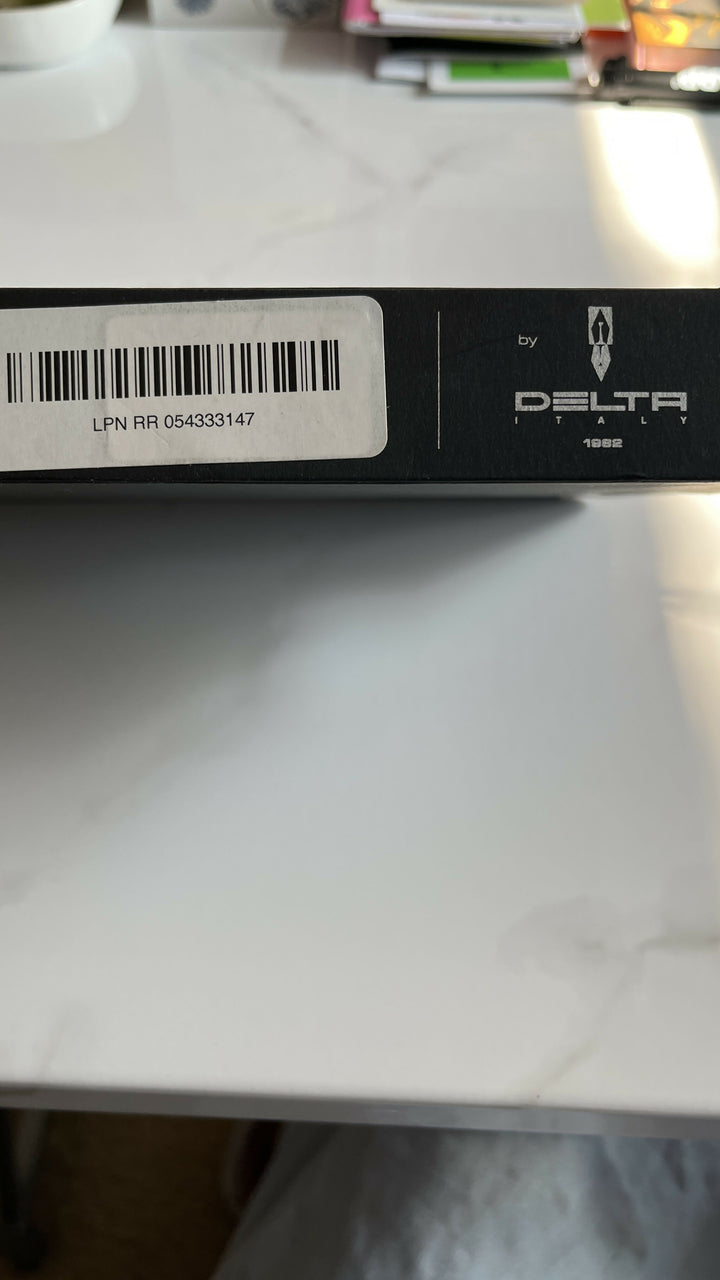 LPN RR 054333147
by
DELTA
ITALY
1982